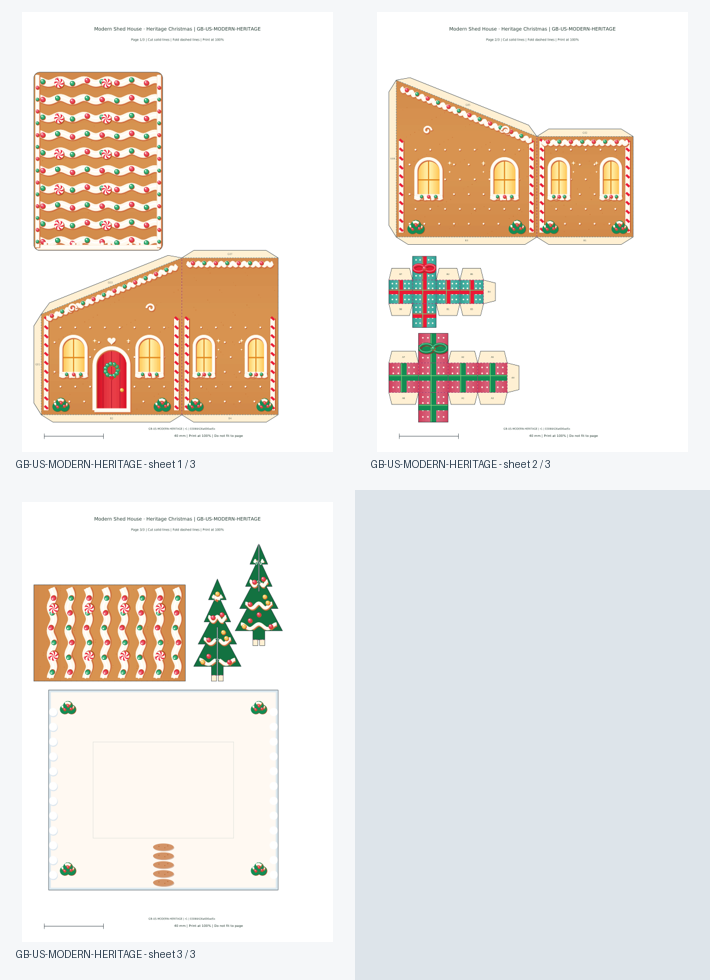 Modern Shed House · Heritage Christmas | GB-US-MODERN-HERITAGE
Page 1/3 | Cut solid lines | Fold dashed lines | Print at 100%
90 mm | Print at 100% | Do not fit to page
GB-US-MODERN-HERITAGE - sheet 1 / 3
Modern Shed House · Heritage Christmas | GB-US-MODERN-HERITAGE
Page 2/3 | Cut solid lines | Fold dashed lines | Print at 100%
90 mm | Print at 100% | Do not fit to page
GB-US-MODERN-HERITAGE - sheet 2 / 3
Modern Shed House · Heritage Christmas | GB-US-MODERN-HERITAGE
Page 3/3 | Cut solid lines | Fold dashed lines | Print at 100%
90 mm | Print at 100% | Do not fit to page
GB-US-MODERN-HERITAGE - sheet 3 / 3